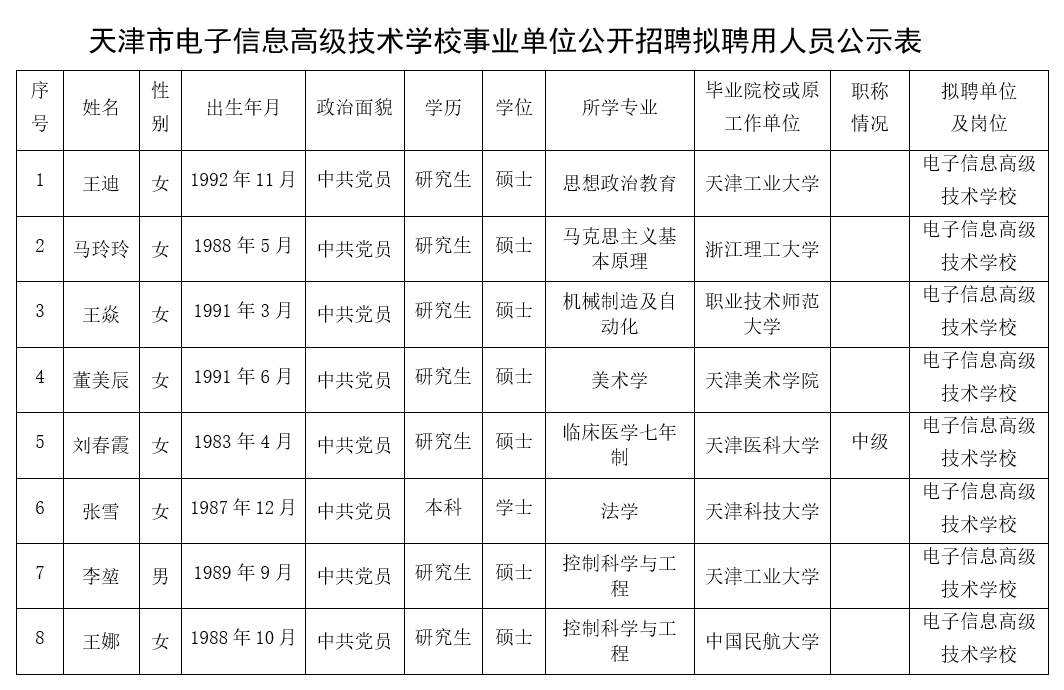 天津市电子信息高级技术学校事业单位公开招聘拟聘用人员公示表
序号 姓名 性别 出生年月 政治面貌 学历 学位 所学专业 毕业院校或原工作单位 职称情况 拟聘单位及岗位
1 王迪 女 1992年11月 中共党员 研究生 硕士 思想政治教育 天津工业大学 电子信息高级技术学校
2 马玲玲 女 1988年5月 中共党员 研究生 硕士 马克思主义基本原理 浙江理工大学 电子信息高级技术学校
3 王焱 女 1991年3月 中共党员 研究生 硕士 机械制造及自动化 职业技术师范大学 电子信息高级技术学校
4 董美辰 女 1991年6月 中共党员 研究生 硕士 美术学 天津美术学院 电子信息高级技术学校
5 刘春霞 女 1983年4月 中共党员 研究生 硕士 临床医学七年制 天津医科大学 中级 电子信息高级技术学校
6 张雪 女 1987年12月 中共党员 本科 学士 法学 天津科技大学 电子信息高级技术学校
7 李堃 男 1989年9月 中共党员 研究生 硕士 控制科学与工程 天津工业大学 电子信息高级技术学校
8 王娜 女 1988年10月 中共党员 研究生 硕士 控制科学与工程 中国民航大学 电子信息高级技术学校